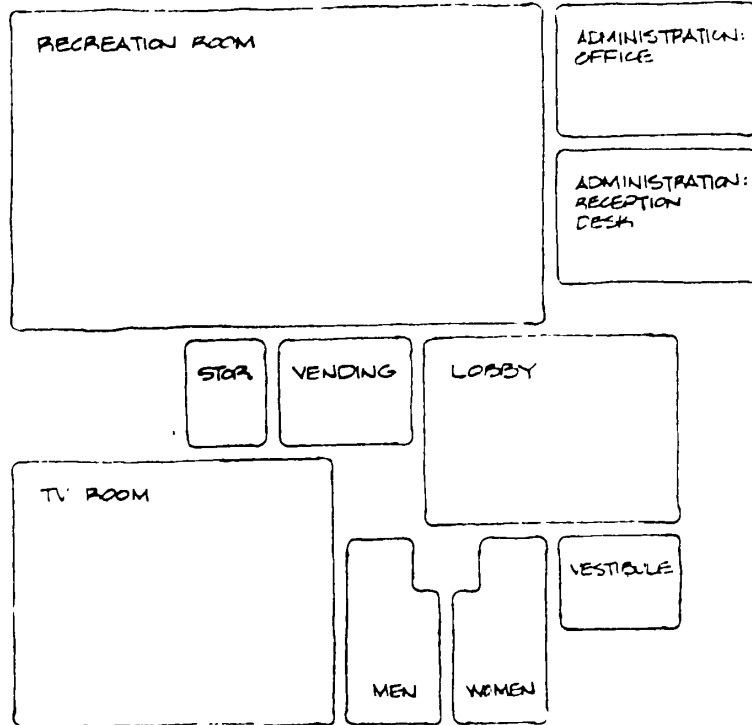 RECREATION ROOM
ADMINISTRATION:
OFFICE
ADMINISTRATION:
RECEPTION
DESK
STOR
VENDING
LOBBY
TV ROOM
VESTIBULE
MEN
WOMEN